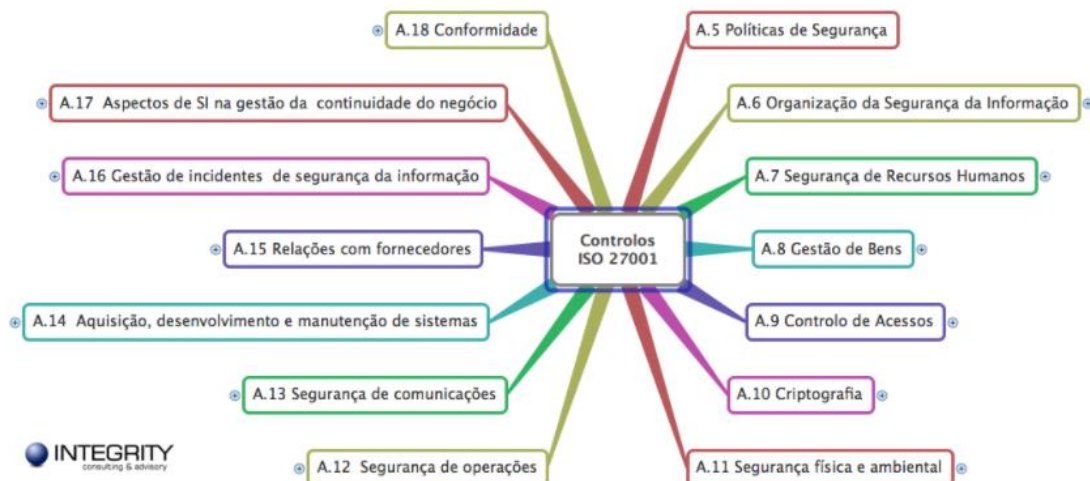 A.18 Conformidade
A.5 Políticas de Segurança
A.17 Aspectos de SI na gestão da continuidade do negócio
A.6 Organização da Segurança da Informação
A.16 Gestão de incidentes de segurança da informação
A.7 Segurança de Recursos Humanos
Controlos
ISO 27001
A.15 Relações com fornecedores
A.8 Gestão de Bens
A.14 Aquisição, desenvolvimento e manutenção de sistemas
A.9 Controlo de Acessos
A.13 Segurança de comunicações
A.10 Criptografia
A.12 Segurança de operações
A.11 Segurança física e ambiental
INTEGRITY
consulting & advisory